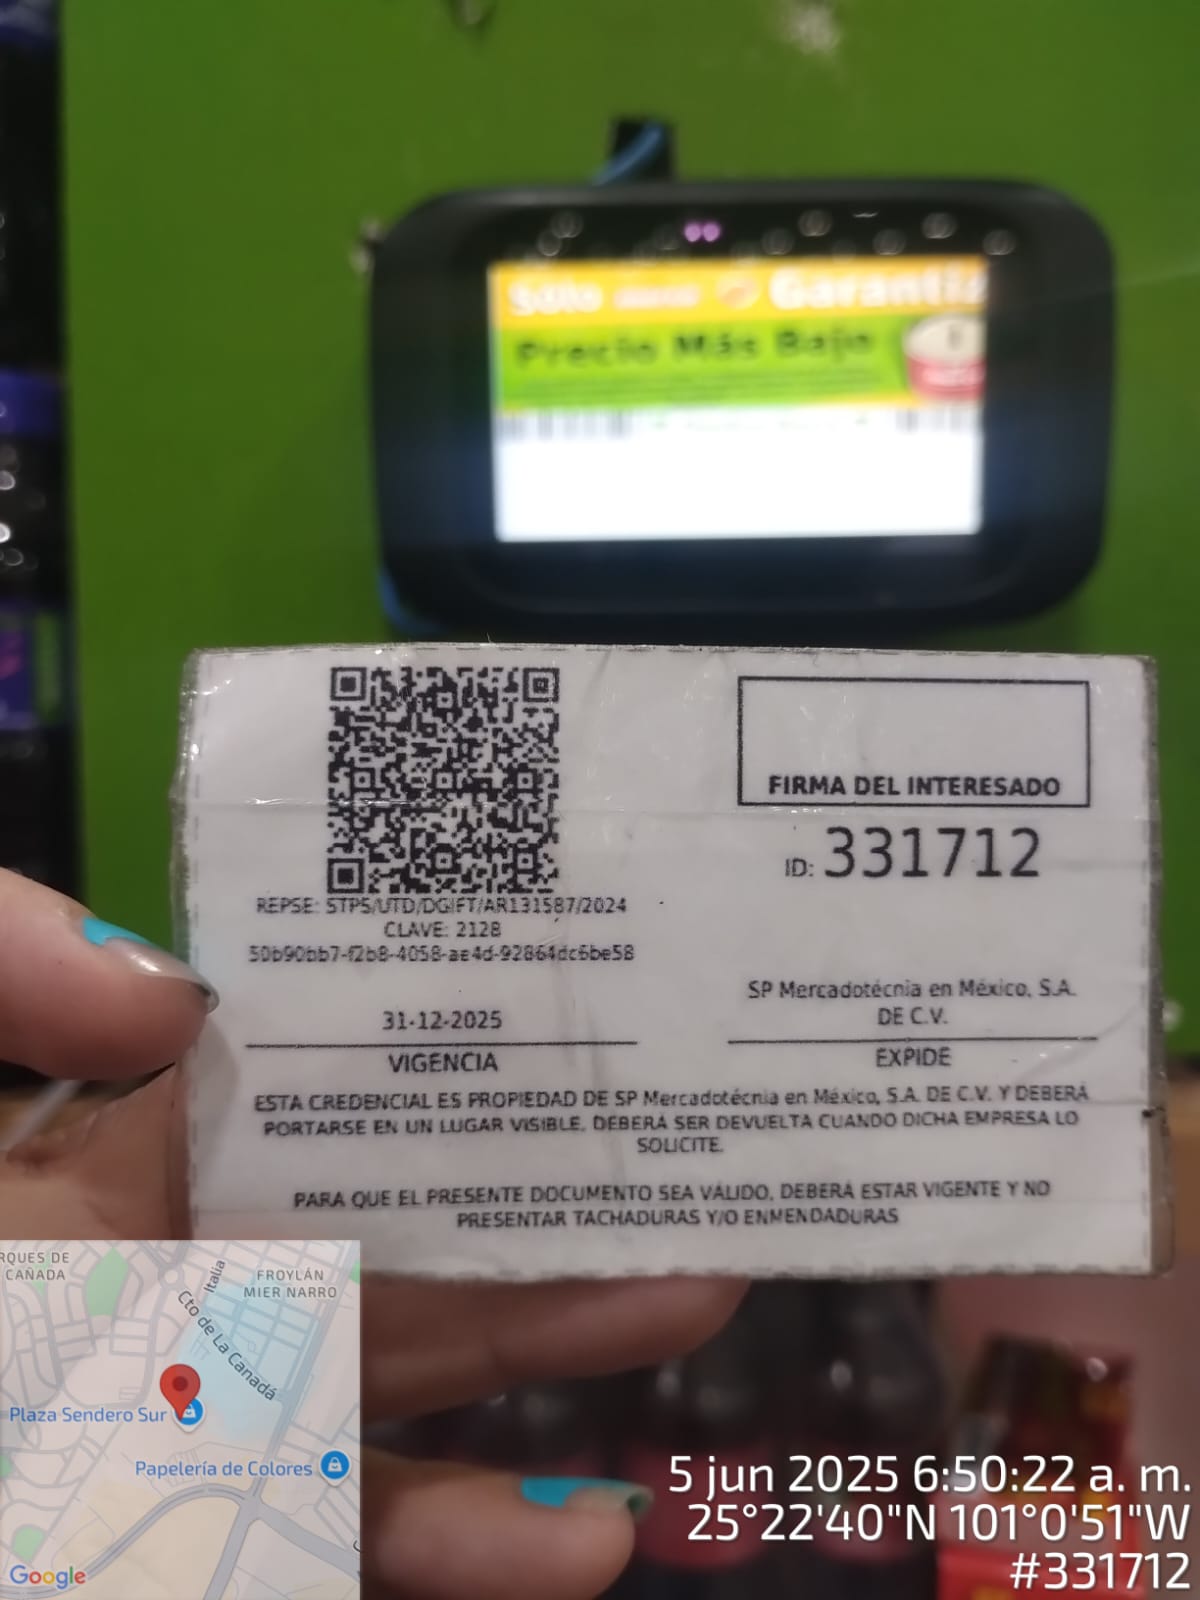 Sólo
Garantía
Precio Más Bajo
FIRMA DEL INTERESADO
ID: 331712
REPSE: STPS/UTD/DGIFT/AR131587/2024
CLAVE: 2128
50b90bb7-f2b8-4058-ae4d-92864dc6be58
SP Mercadotécnia en México, S.A.
DE C.V.
31-12-2025
VIGENCIA
EXPIDE
ESTA CREDENCIAL ES PROPIEDAD DE SP Mercadotécnia en México, S.A. DE C.V. Y DEBERÁ
PORTARSE EN UN LUGAR VISIBLE. DEBERÁ SER DEVUELTA CUANDO DICHA EMPRESA LO
SOLICITE.
PARA QUE EL PRESENTE DOCUMENTO SEA VÁLIDO, DEBERÁ ESTAR VIGENTE Y NO
PRESENTAR TACHADURAS Y/O ENMENDADURAS
RQUES DE
CAÑADA
Italia
FROYLÁN
MIER NARRO
Cto de La Canadá
Plaza Sendero Sur
Papelería de Colores
Google
5 jun 2025 6:50:22 a. m.
25°22'40"N 101°0'51"W
#331712